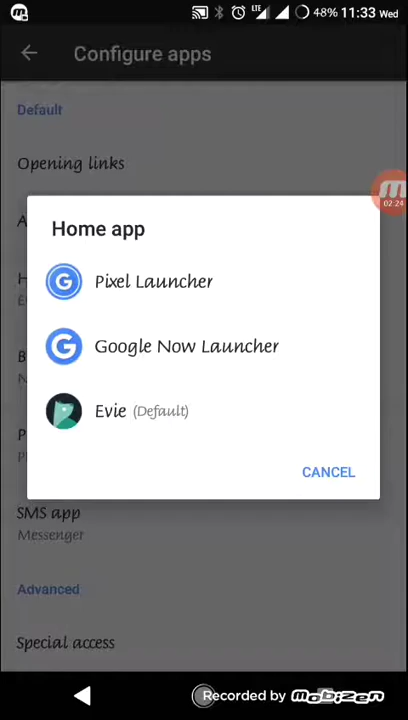 LTE 48% 11:33 Wed
Configure apps
Default
Opening links
02:24
A
Home app
H
Pixel Launcher
E
Google Now Launcher
B
N
Evie (Default)
P
CANCEL
SMS app
Messenger
Advanced
Special access
Recorded by MOBIZEN